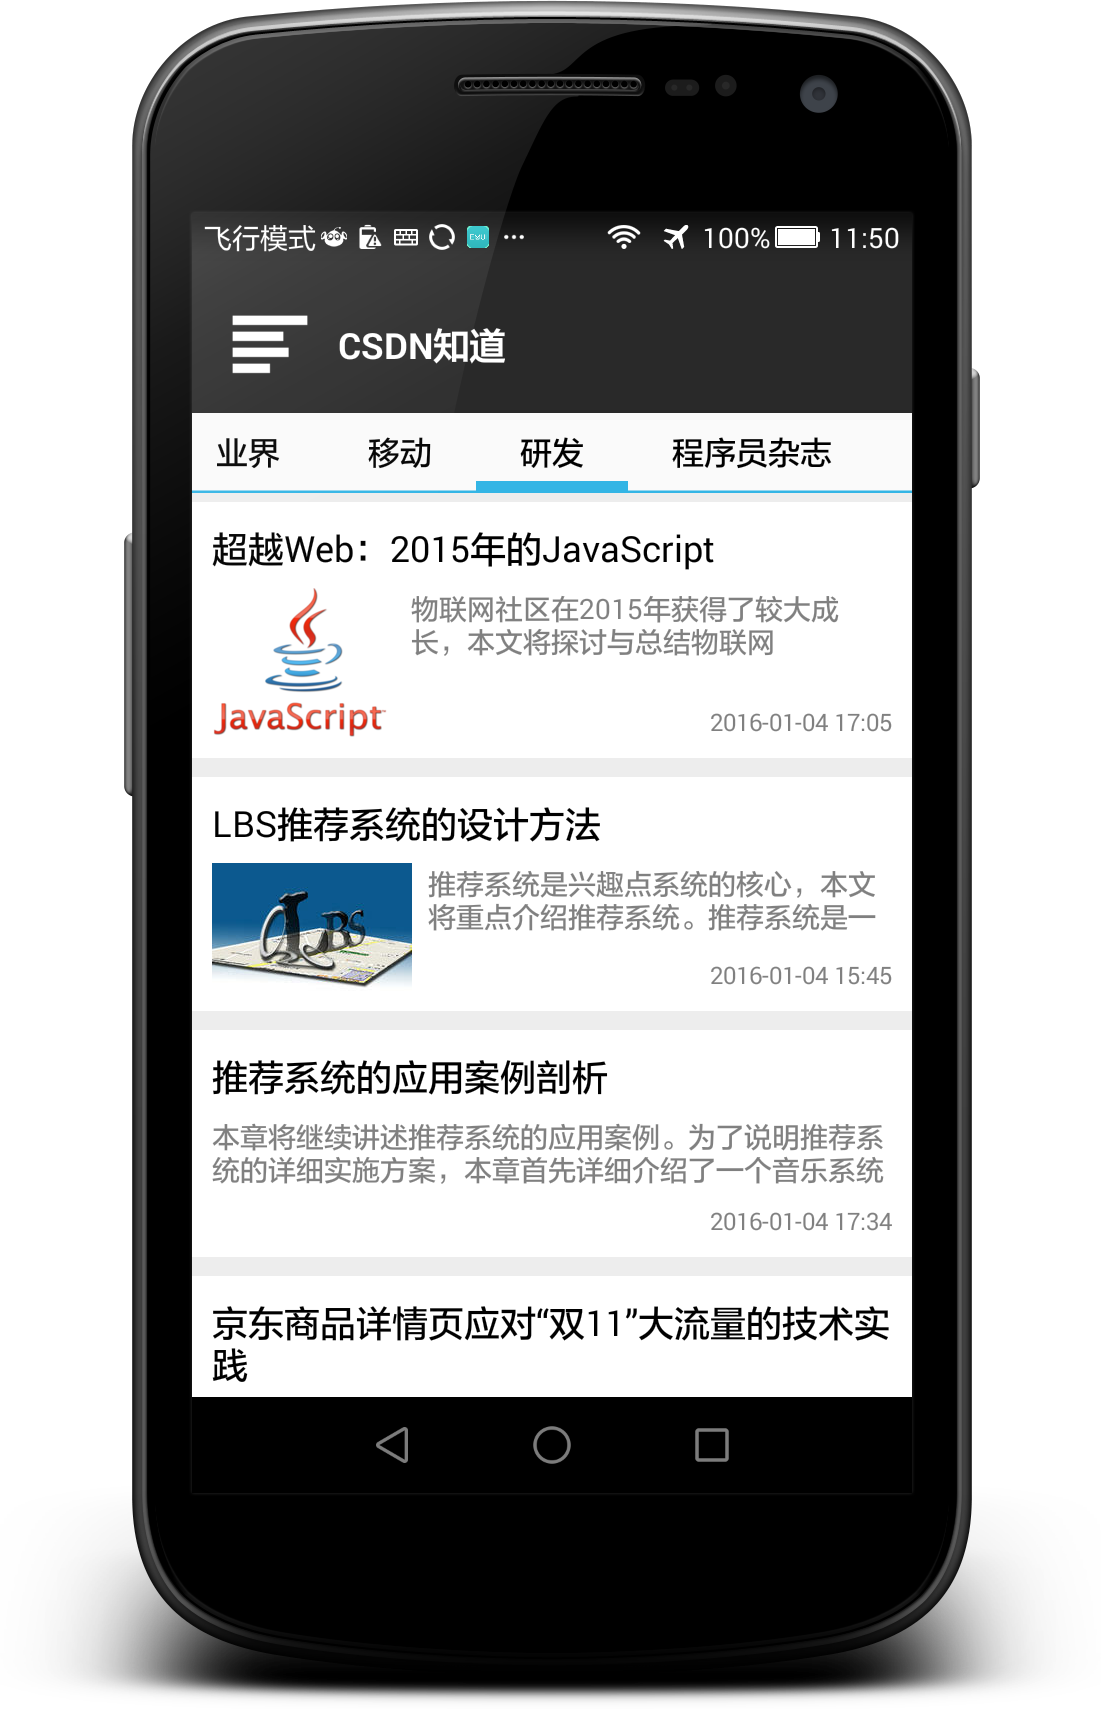 飞行模式 100% 11:50
CSDN知道
业界 移动 研发 程序员杂志
超越Web：2015年的JavaScript
物联网社区在2015年获得了较大成
长，本文将探讨与总结物联网
JavaScript
2016-01-04 17:05
LBS推荐系统的设计方法
推荐系统是兴趣点系统的核心，本文
将重点介绍推荐系统。推荐系统是一
LBS
2016-01-04 15:45
推荐系统的应用案例剖析
本章将继续讲述推荐系统的应用案例。为了说明推荐系
统的详细实施方案，本章首先详细介绍了一个音乐系统
2016-01-04 17:34
京东商品详情页应对“双11”大流量的技术实
践